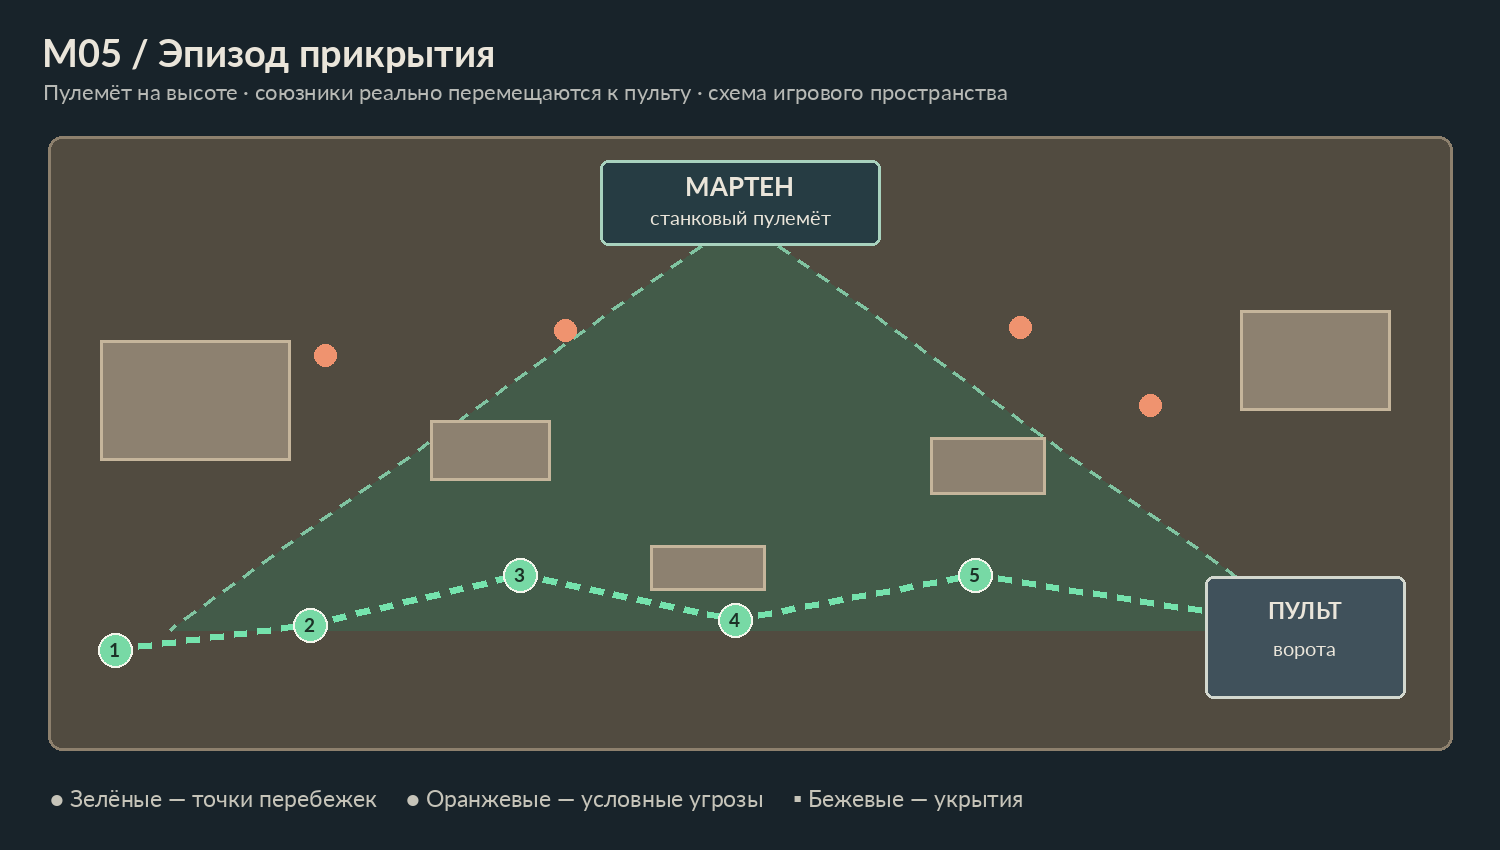 M05 / Эпизод прикрытия
Пулемёт на высоте · союзники реально перемещаются к пульту · схема игрового пространства
МАРТЕН
станковый пулемёт
3
5
4
2
1
ПУЛЬТ
ворота
● Зелёные — точки перебежек ● Оранжевые — условные угрозы ▪ Бежевые — укрытия